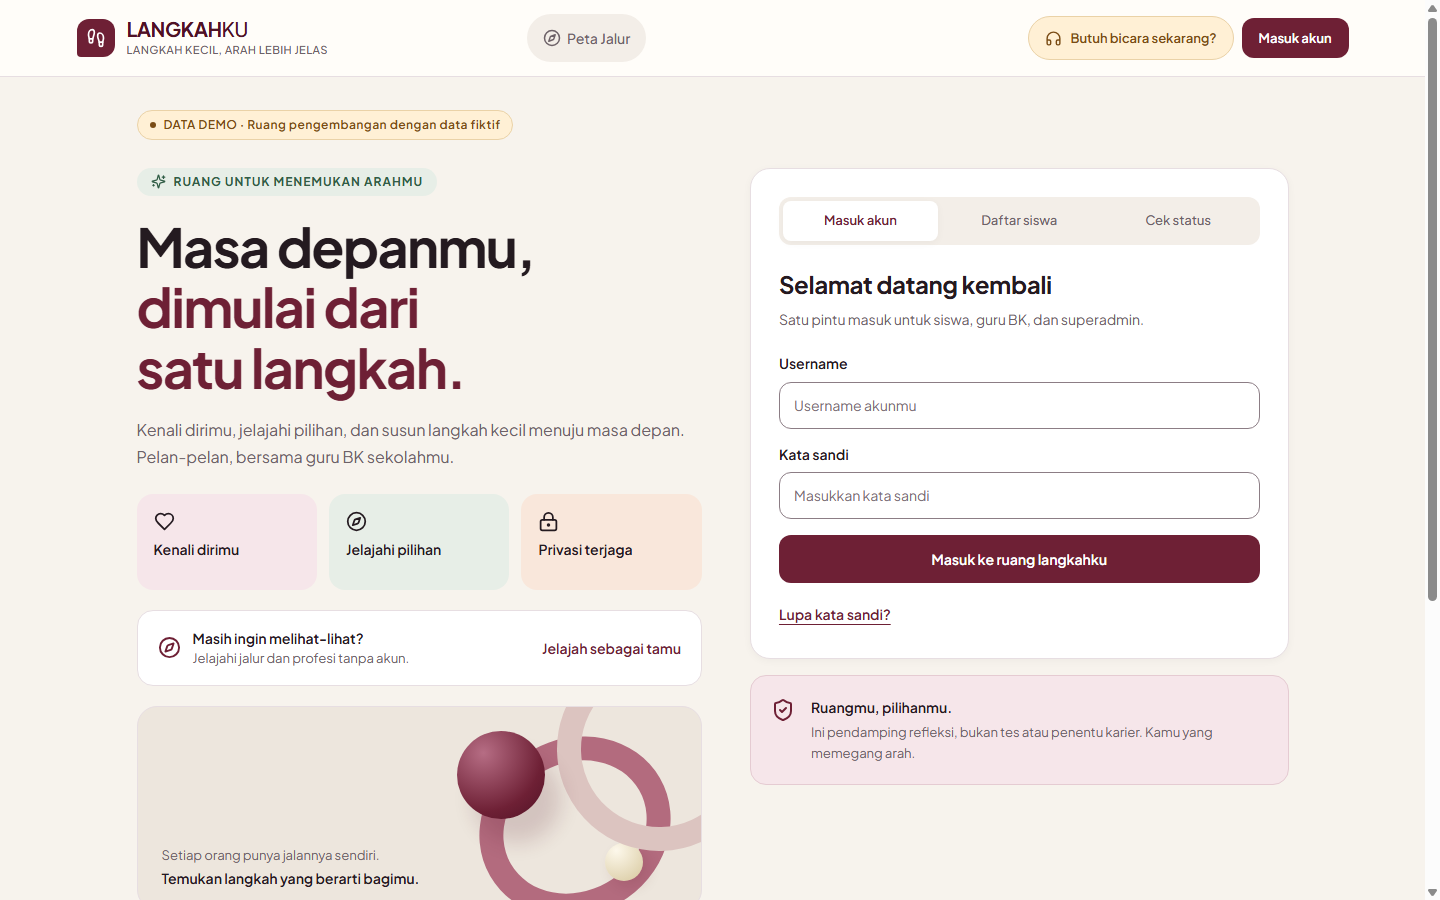 LANGKAHKU
LANGKAH KECIL, ARAH LEBIH JELAS
Peta Jalur
Butuh bicara sekarang?
Masuk akun
DATA DEMO · Ruang pengembangan dengan data fiktif
RUANG UNTUK MENEMUKAN ARAHMU
Masa depanmu,
dimulai dari
satu langkah.
Kenali dirimu, jelajahi pilihan, dan susun langkah kecil menuju masa depan.
Pelan-pelan, bersama guru BK sekolahmu.
Kenali dirimu
Jelajahi pilihan
Privasi terjaga
Masih ingin melihat-lihat?
Jelajahi jalur dan profesi tanpa akun.
Jelajah sebagai tamu
Setiap orang punya jalannya sendiri.
Temukan langkah yang berarti bagimu.
Masuk akun
Daftar siswa
Cek status
Selamat datang kembali
Satu pintu masuk untuk siswa, guru BK, dan superadmin.
Username
Username akunmu
Kata sandi
Masukkan kata sandi
Masuk ke ruang langkahku
Lupa kata sandi?
Ruangmu, pilihanmu.
Ini pendamping refleksi, bukan tes atau penentu karier. Kamu yang
memegang arah.